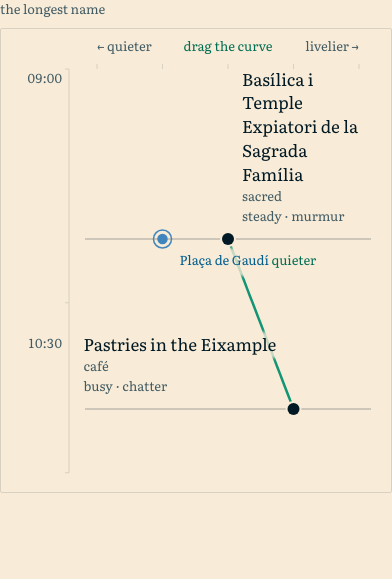 the longest name
← quieter drag the curve livelier →
09:00
Basílica i
Temple
Expiatori de la
Sagrada
Família
sacred
steady · murmur
Plaça de Gaudí quieter
10:30
Pastries in the Eixample
café
busy · chatter